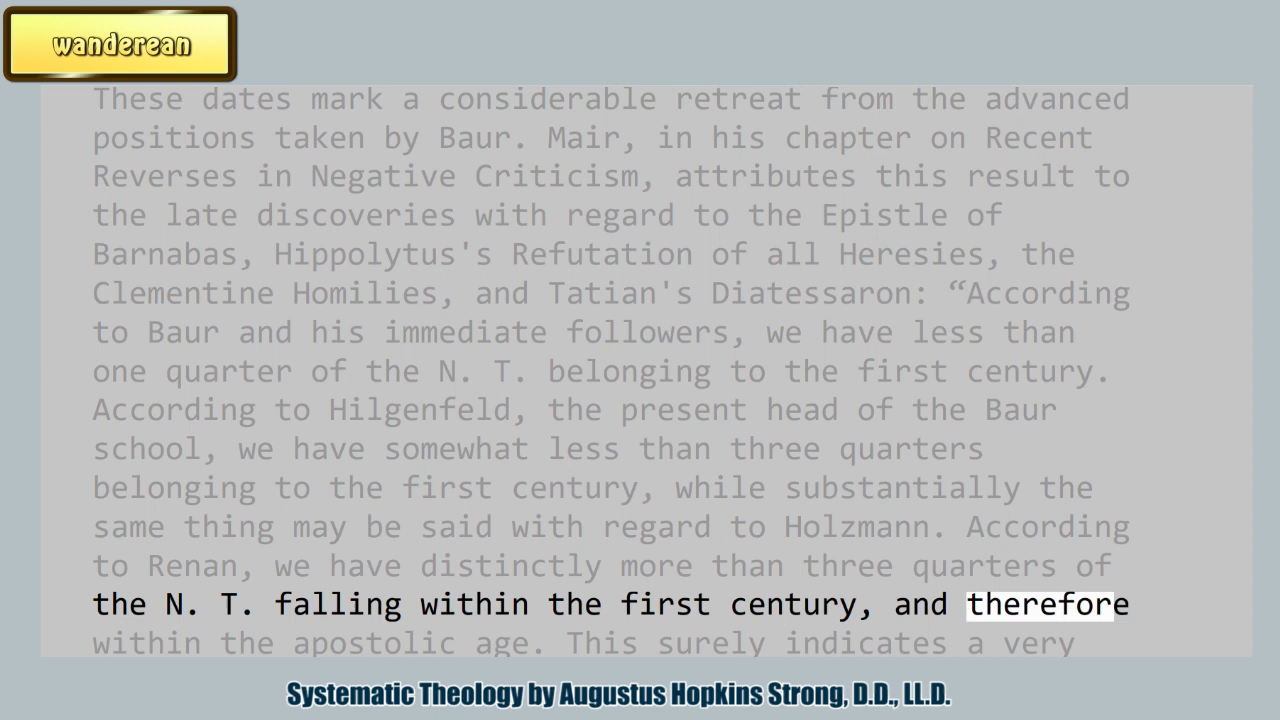 wanderean
These dates mark a considerable retreat from the advanced
positions taken by Baur. Mair, in his chapter on Recent
Reverses in Negative Criticism, attributes this result to
the late discoveries with regard to the Epistle of
Barnabas, Hippolytus's Refutation of all Heresies, the
Clementine Homilies, and Tatian's Diatessaron: “According
to Baur and his immediate followers, we have less than
one quarter of the N. T. belonging to the first century.
According to Hilgenfeld, the present head of the Baur
school, we have somewhat less than three quarters
belonging to the first century, while substantially the
same thing may be said with regard to Holzmann. According
to Renan, we have distinctly more than three quarters of
the N. T. falling within the first century, and therefore
within the apostolic age. This surely indicates a very
Systematic Theology by Augustus Hopkins Strong, D.D., LL.D.